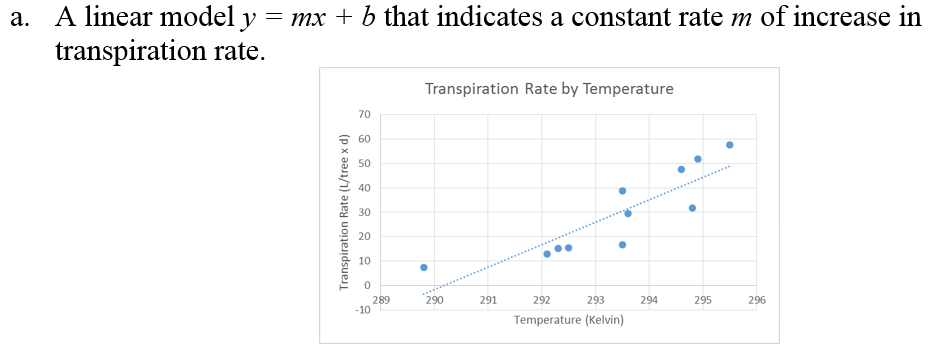 a. A linear model y = mx + b that indicates a constant rate m of increase in
transpiration rate.
Transpiration Rate by Temperature
Transpiration Rate (L/tree x d)
70
60
50
40
30
20
10
0
-10
289 290 291 292 293 294 295 296
Temperature (Kelvin)